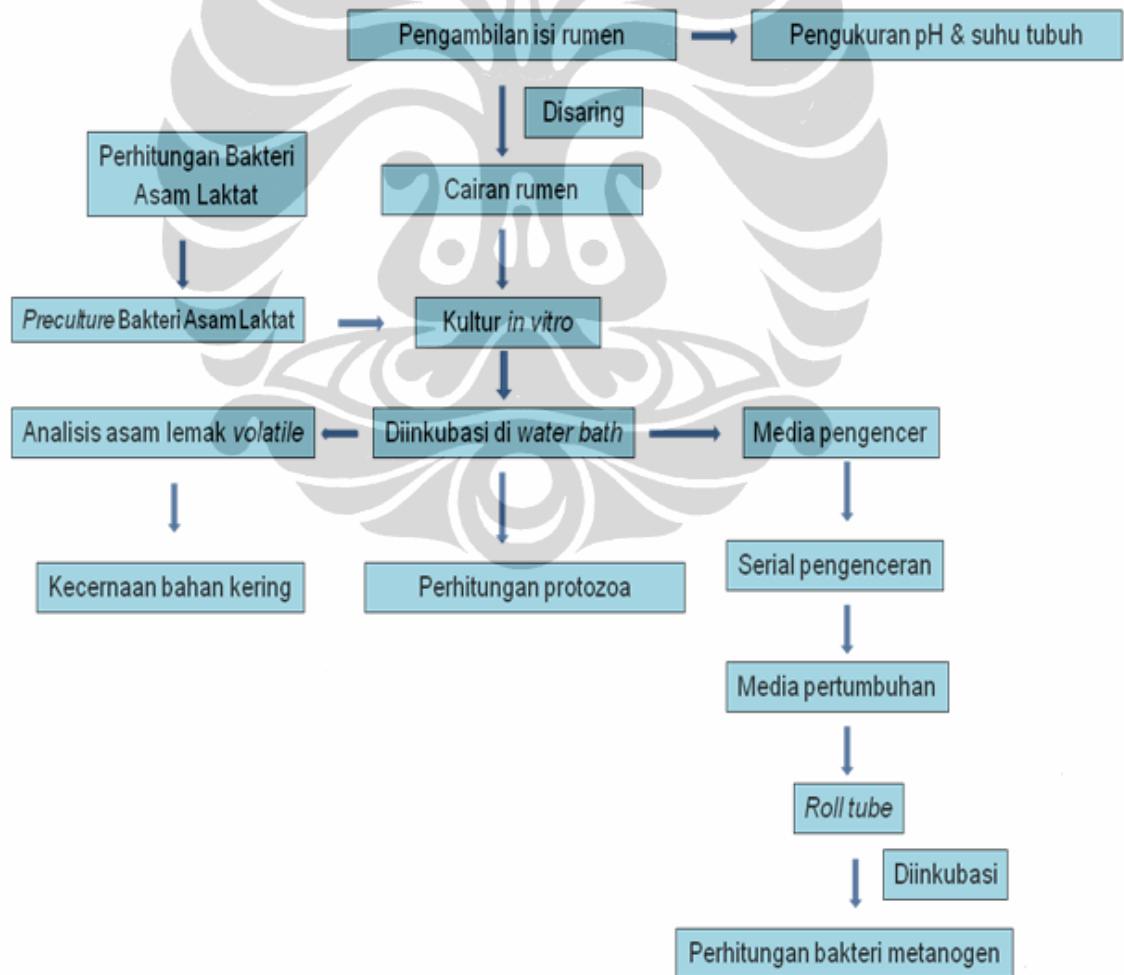 Pengambilan isi rumen
Pengukuran pH & suhu tubuh
Disaring
Perhitungan Bakteri
Asam Laktat
Cairan rumen
Preculture Bakteri Asam Laktat
Kultur in vitro
Analisis asam lemak volatile
Diinkubasi di water bath
Media pengencer
Kecernaan bahan kering
Perhitungan protozoa
Serial pengenceran
Media pertumbuhan
Roll tube
Diinkubasi
Perhitungan bakteri metanogen